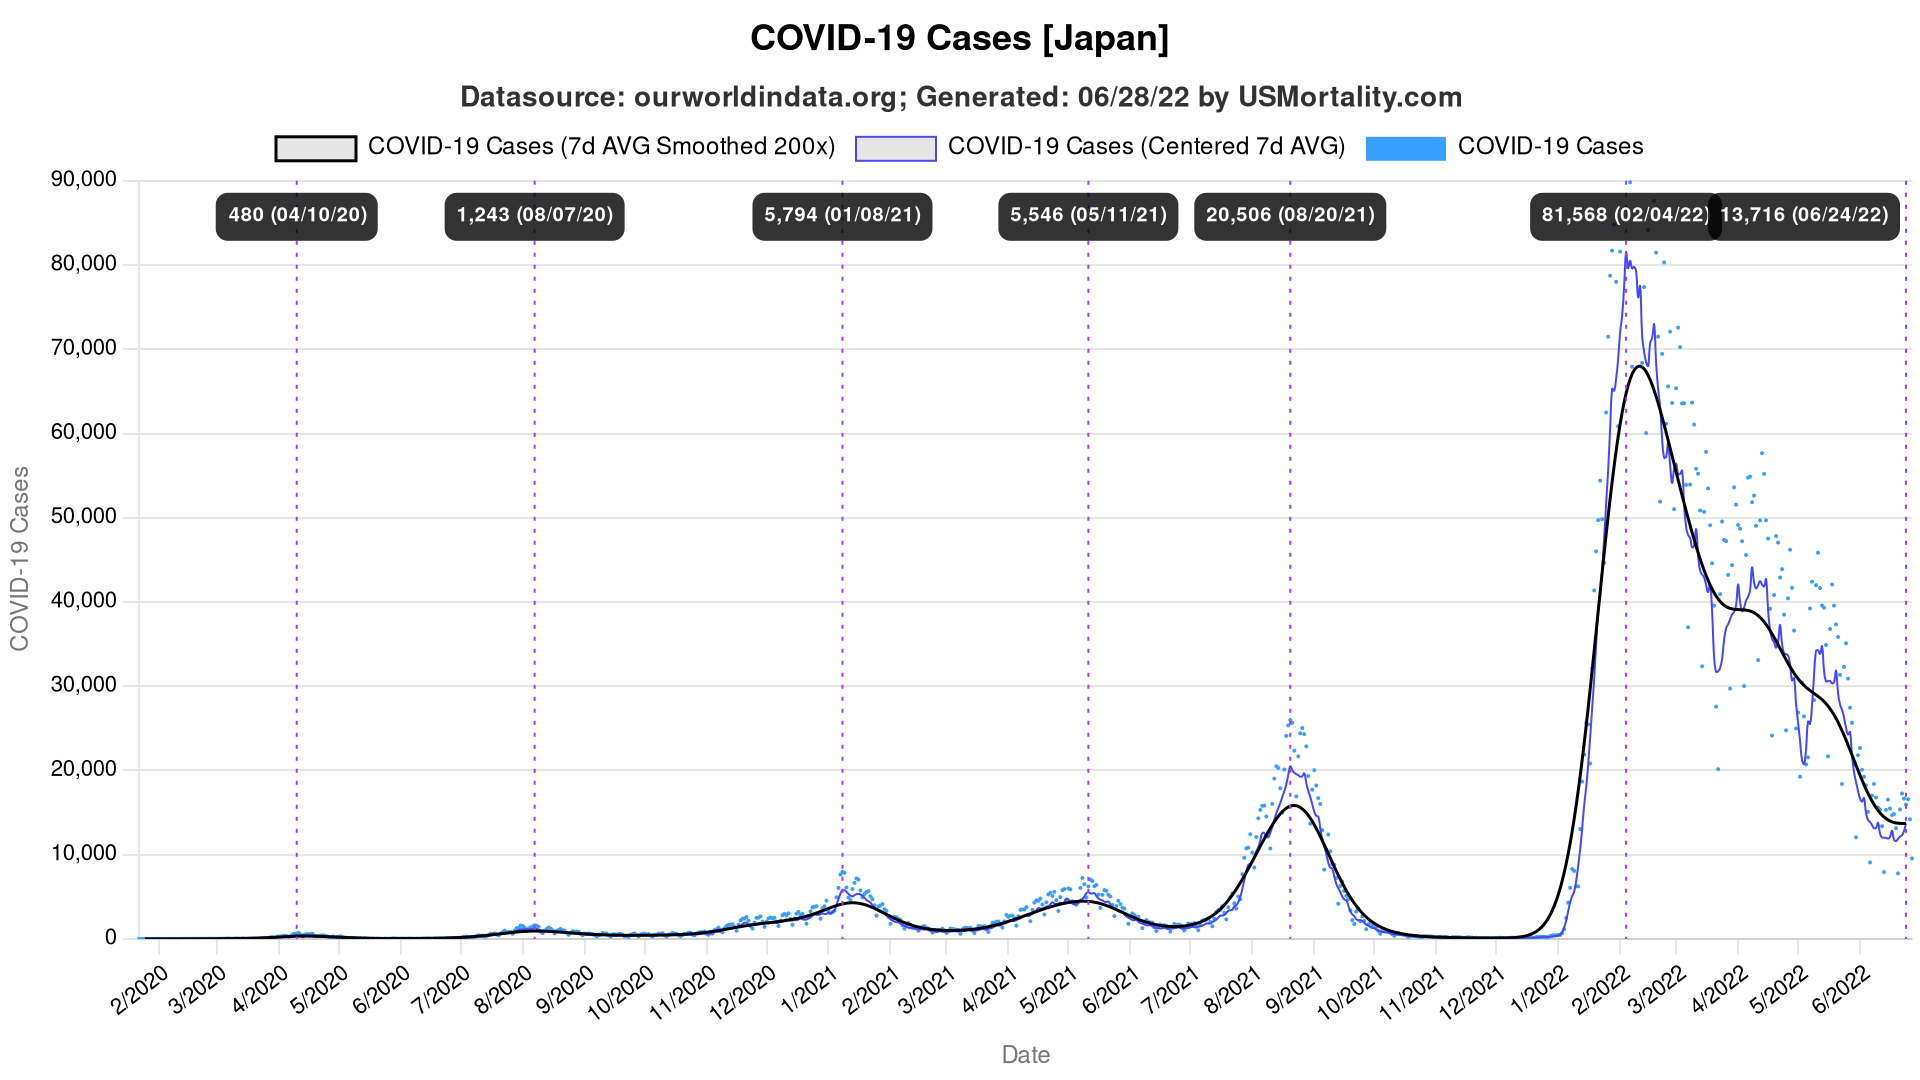 COVID-19 Cases [Japan]
Datasource: ourworldindata.org; Generated: 06/28/22 by USMortality.com
COVID-19 Cases (7d AVG Smoothed 200x) COVID-19 Cases (Centered 7d AVG) COVID-19 Cases
480 (04/10/20) 1,243 (08/07/20) 5,794 (01/08/21) 5,546 (05/11/21) 20,506 (08/20/21) 81,568 (02/04/22) 13,716 (06/24/22)
COVID-19 Cases
90,000
80,000
70,000
60,000
50,000
40,000
30,000
20,000
10,000
0
2/2020 3/2020 4/2020 5/2020 6/2020 7/2020 8/2020 9/2020 10/2020 11/2020 12/2020 1/2021 2/2021 3/2021 4/2021 5/2021 6/2021 7/2021 8/2021 9/2021 10/2021 11/2021 12/2021 1/2022 2/2022 3/2022 4/2022 5/2022 6/2022
Date